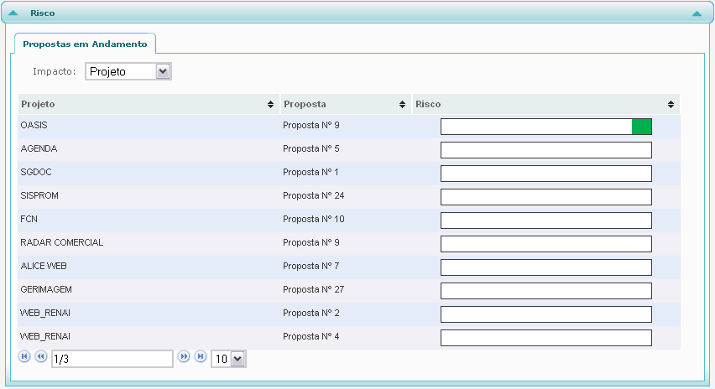 Risco
Propostas em Andamento
Impacto: Projeto
Projeto Proposta Risco
OASIS Proposta Nº 9
AGENDA Proposta Nº 5
SGDOC Proposta Nº 1
SISPROM Proposta Nº 24
FCN Proposta Nº 10
RADAR COMERCIAL Proposta Nº 9
ALICE WEB Proposta Nº 7
GERIMAGEM Proposta Nº 27
WEB_RENAI Proposta Nº 2
WEB_RENAI Proposta Nº 4
1/3 10